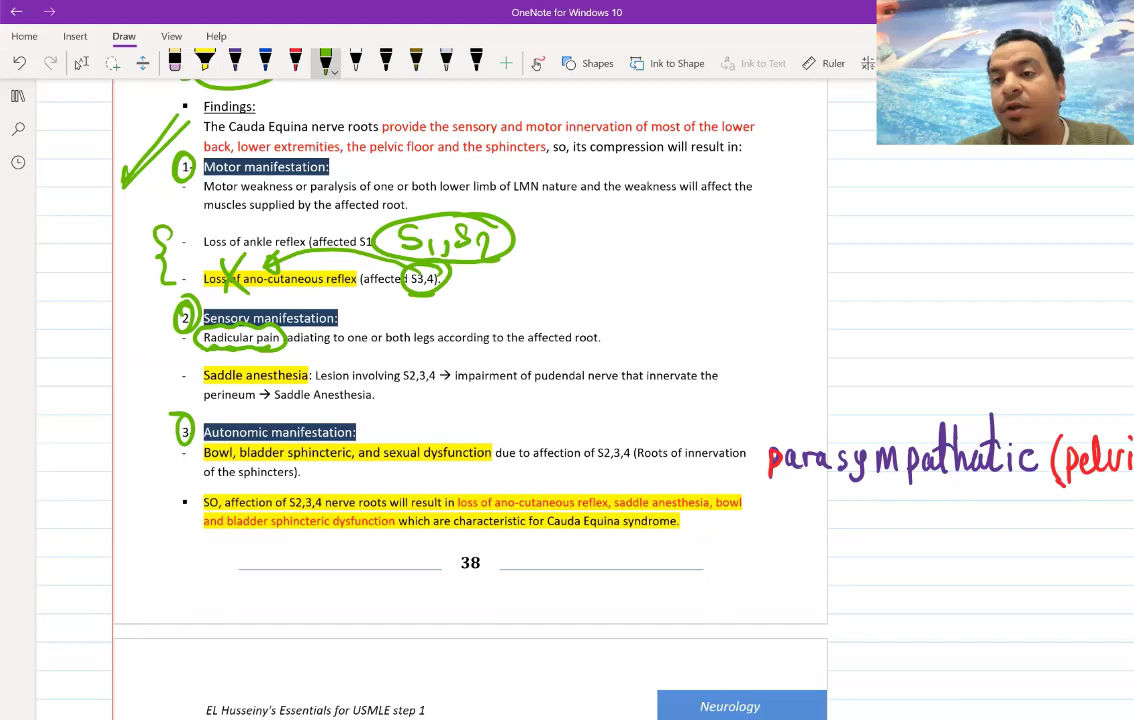 OneNote for Windows 10
Home Insert Draw View Help
Shapes Ink to Shape Ink to Text Ruler
Findings:
The Cauda Equina nerve roots provide the sensory and motor innervation of most of the lower
back, lower extremities, the pelvic floor and the sphincters, so, its compression will result in:
1- Motor manifestation:
- Motor weakness or paralysis of one or both lower limb of LMN nature and the weakness will affect the
muscles supplied by the affected root.
- Loss of ankle reflex (affected S1 S1,S2
- Loss of ano-cutaneous reflex (affected S3,4).
2 Sensory manifestation:
- Radicular pain radiating to one or both legs according to the affected root.
- Saddle anesthesia: Lesion involving S2,3,4 → impairment of pudendal nerve that innervate the
perineum → Saddle Anesthesia.
3- Autonomic manifestation:
- Bowl, bladder sphincteric, and sexual dysfunction due to affection of S2,3,4 (Roots of innervation
of the sphincters).
parasympathatic (pelvi
SO, affection of S2,3,4 nerve roots will result in loss of ano-cutaneous reflex, saddle anesthesia, bowl
and bladder sphincteric dysfunction which are characteristic for Cauda Equina syndrome.
38
EL Husseiny's Essentials for USMLE step 1
Neurology